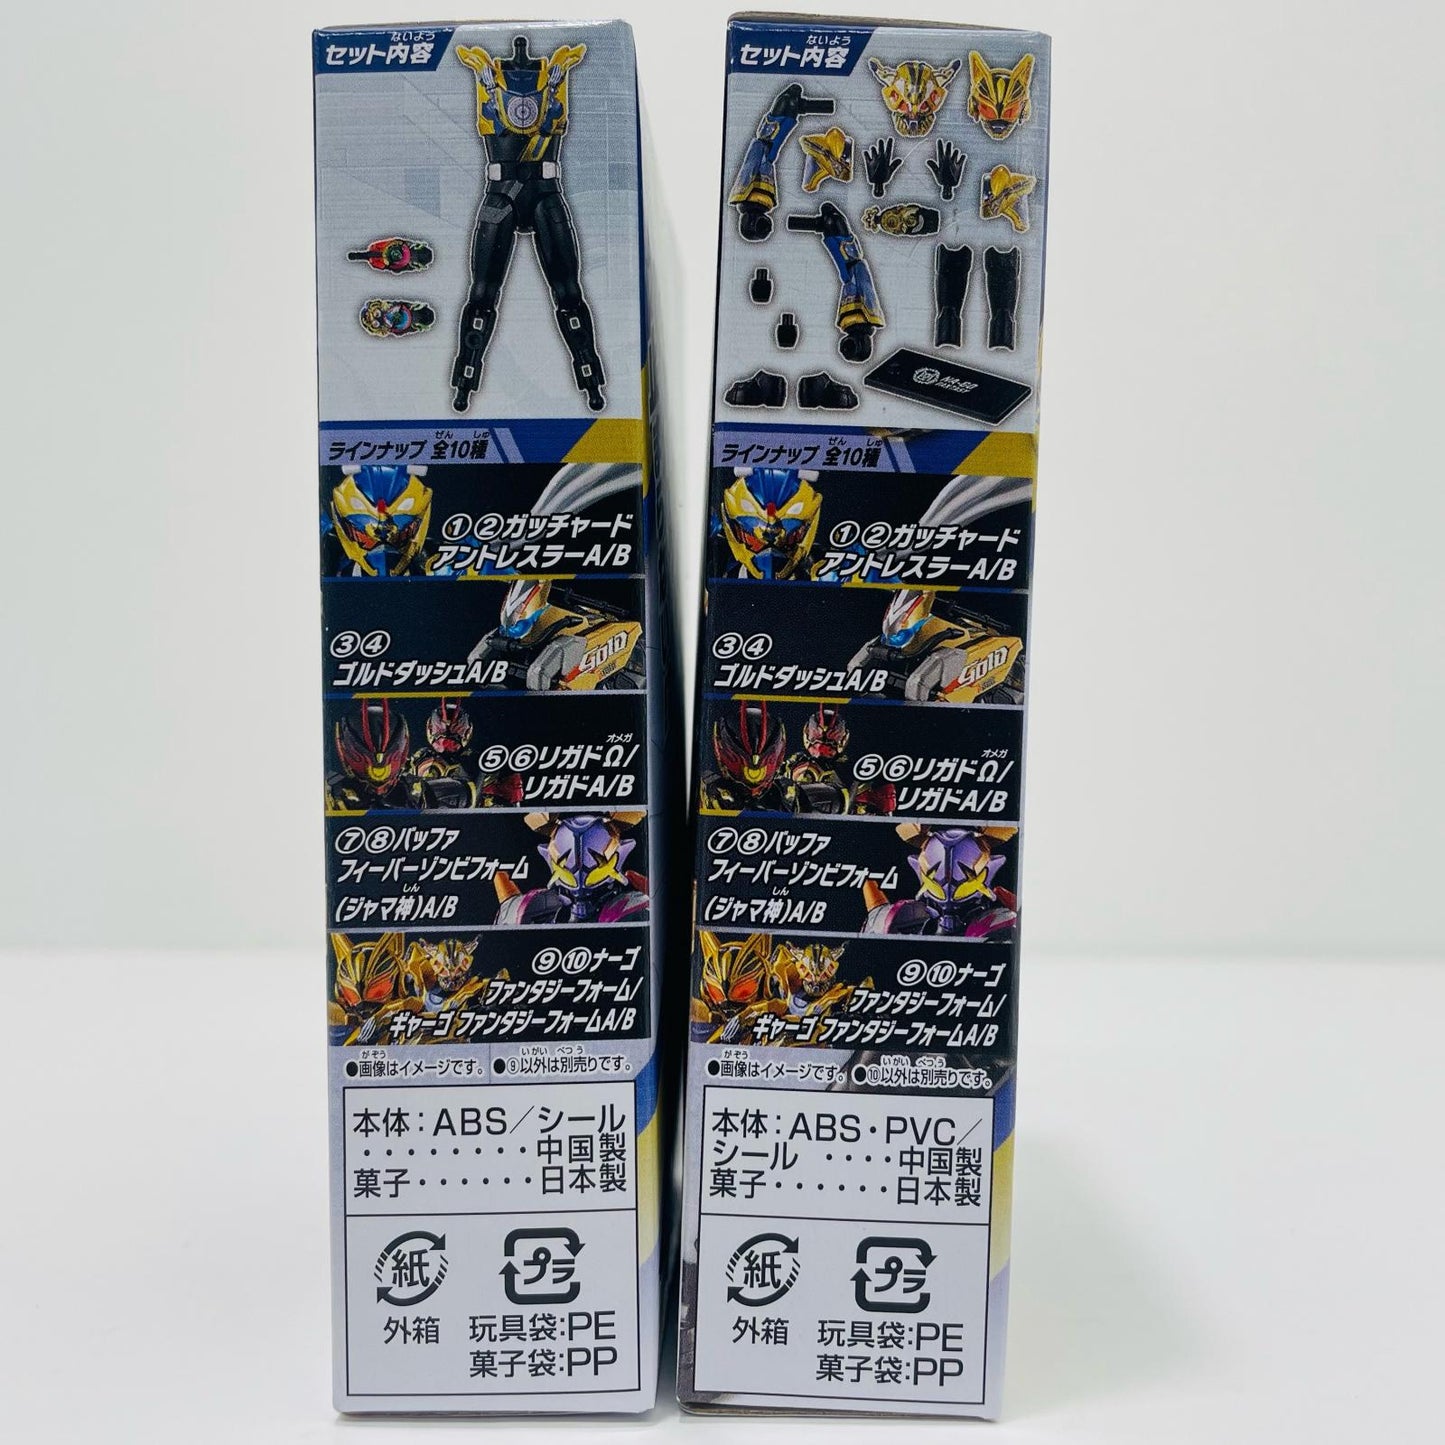 ないよう
セット内容
ぜん しゅ
ラインナップ 全10種
①②ガッチャード
アントレスラーA/B
③④
ゴルドダッシュA/B
GOLD
オメガ
⑤⑥リガドΩ/
リガドA/B
⑦⑧バッファ
フィーバーゾンビフォーム
しん
(ジャマ神)A/B
⑨⑩ナーゴ
ファンタジーフォーム/
ギャーゴ ファンタジーフォームA/B
がぞう いがい べつう
●画像はイメージです。 ●⑨以外は別売りです。
本体:ABS/シール
・・・・・・・・中国製
菓子・・・・・・日本製
紙
外箱
プラ
玩具袋:PE
菓子袋:PP
ないよう
セット内容
NA-GO
ぜん しゅ
ラインナップ 全10種
①②ガッチャード
アントレスラーA/B
③④
ゴルドダッシュA/B
GOLD
オメガ
⑤⑥リガドΩ/
リガドA/B
⑦⑧バッファ
フィーバーゾンビフォーム
しん
(ジャマ神)A/B
⑨⑩ナーゴ
ファンタジーフォーム/
ギャーゴ ファンタジーフォームA/B
がぞう いがい べつう
●画像はイメージです。 ●⑩以外は別売りです。
本体:ABS・PVC/
シール ・・・・中国製
菓子・・・・・・日本製
紙
外箱
プラ
玩具袋:PE
菓子袋:PP